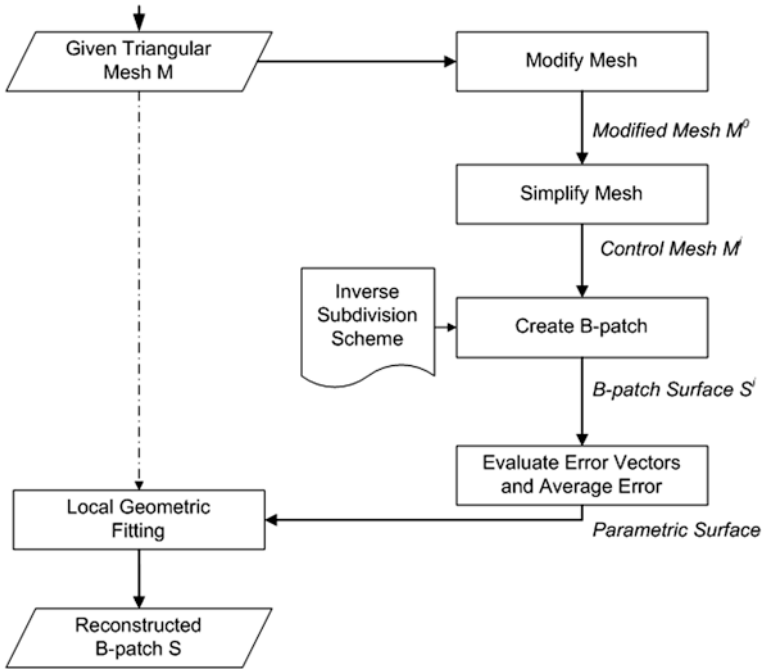 Given Triangular
Mesh M
Modify Mesh
Modified Mesh M⁰
Simplify Mesh
Control Mesh Mⁱ
Inverse
Subdivision
Scheme
Create B-patch
B-patch Surface Sⁱ
Evaluate Error Vectors
and Average Error
Parametric Surface
Local Geometric
Fitting
Reconstructed
B-patch S